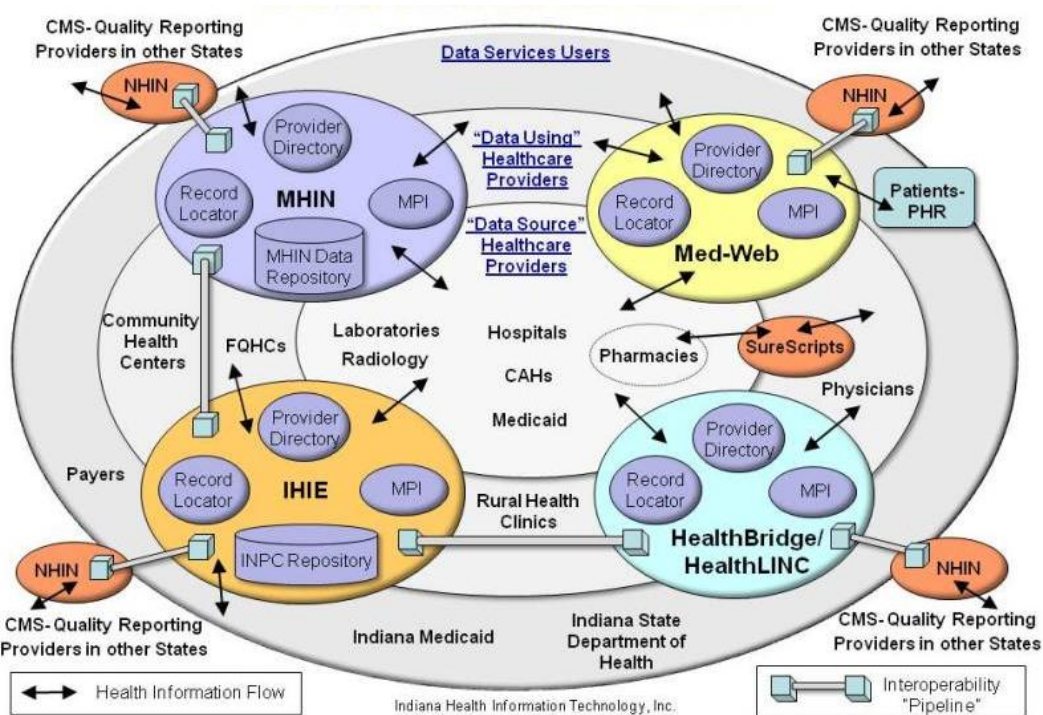 CMS-Quality Reporting
Providers in other States
NHIN
Data Services Users
CMS-Quality Reporting
Providers in other States
NHIN
Provider
Directory
Record
Locator
MHIN
MPI
MHIN Data
Repository
"Data Using"
Healthcare
Providers
"Data Source"
Healthcare
Providers
Provider
Directory
Record
Locator
MPI
Med-Web
Patients-
PHR
Community
Health
Centers
FQHCs
Laboratories
Radiology
Hospitals
CAHs
Medicaid
Pharmacies
SureScripts
Physicians
Payers
Provider
Directory
Record
Locator
IHIE
MPI
INPC Repository
Rural Health
Clinics
Provider
Directory
Record
Locator
MPI
HealthBridge/
HealthLINC
NHIN
CMS-Quality Reporting
Providers in other States
Indiana Medicaid
Indiana State
Department of
Health
NHIN
CMS-Quality Reporting
Providers in other States
Health Information Flow
Indiana Health Information Technology, Inc.
Interoperability
"Pipeline"